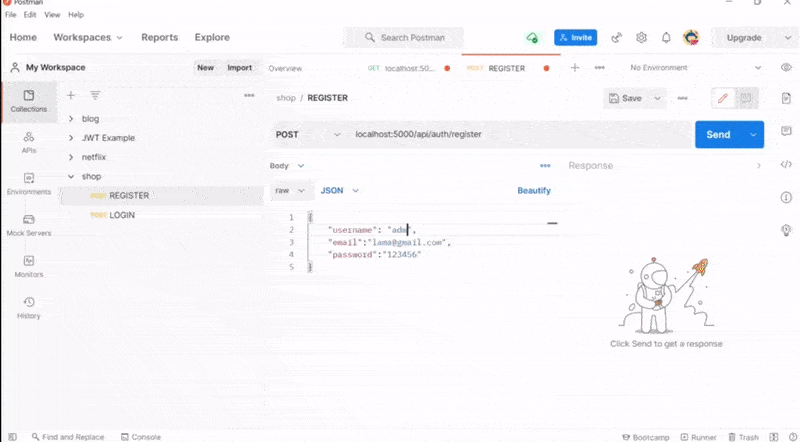 Postman
File Edit View Help
Home Workspaces Reports Explore Search Postman Invite Upgrade
My Workspace New Import Overview GET localhost:50... POST REGISTER No Environment
Collections
APIs
Environments
Mock Servers
Monitors
History
blog
JWT Example
netflix
shop
POST REGISTER
POST LOGIN
shop / REGISTER Save
POST localhost:5000/api/auth/register Send
Body Response
raw JSON Beautify
1 {
2 "username": "adm",
3 "email":"lama@gmail.com",
4 "password":"123456"
5 }
Click Send to get a response
Find and Replace Console Bootcamp Runner Trash